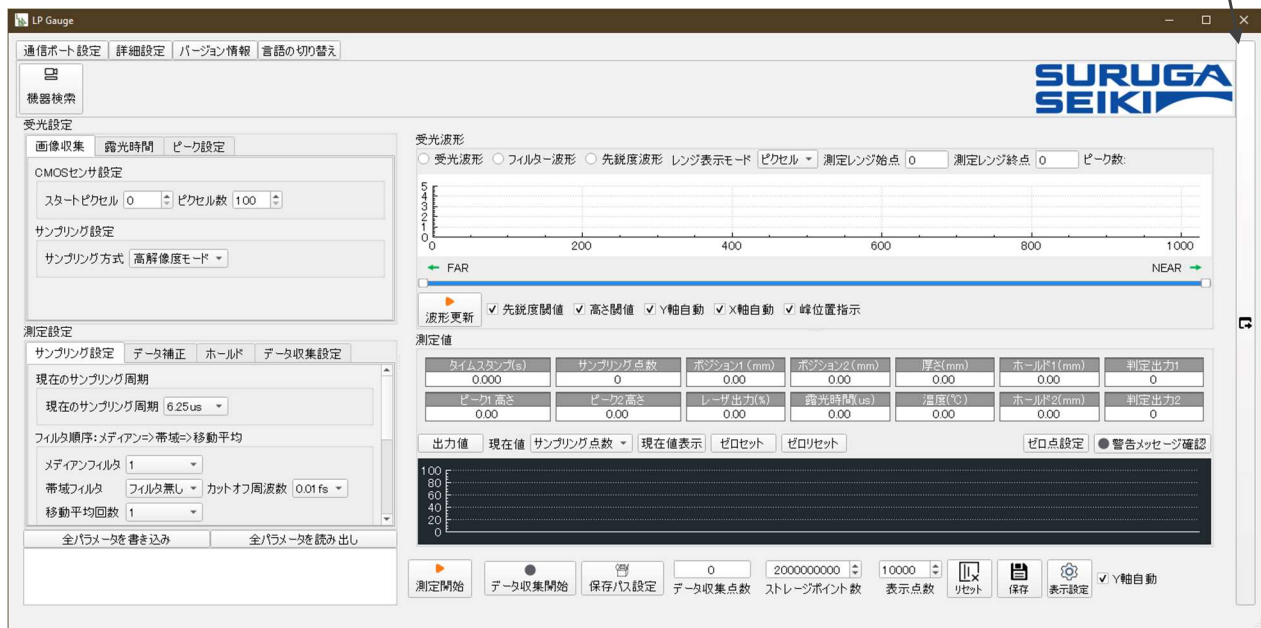 LP Gauge
通信ポート設定 詳細設定 バージョン情報 言語の切り替え
機器検索
SURUGA
SEIKI
受光設定
画像収集 露光時間 ピーク設定
CMOSセンサ設定
スタートピクセル 0 ピクセル数 100
サンプリング設定
サンプリング方式 高解像度モード
測定設定
サンプリング設定 データ補正 ホールド データ収集設定
現在のサンプリング周期
現在のサンプリング周期 6.25us
フィルタ順序:メディアン=>帯域=>移動平均
メディアンフィルタ 1
帯域フィルタ フィルタ無し カットオフ周波数 0.01fs
移動平均回数 1
全パラメータを書き込み 全パラメータを読み出し
受光波形
受光波形 フィルター波形 先鋭度波形 レンジ表示モード ピクセル 測定レンジ始点 0 測定レンジ終点 0 ピーク数:
5
4
3
2
1
0
0 200 400 600 800 1000
FAR NEAR
波形更新 先鋭度閾値 高さ閾値 Y軸自動 X軸自動 峰位置指示
測定値
タイムスタンプ(s) サンプリング点数 ポジション1(mm) ポジション2(mm) 厚さ(mm) ホールド1(mm) 判定出力1
0.000 0 0.00 0.00 0.00 0.00 0
ピーク1高さ ピーク2高さ レーザ出力(%) 露光時間(us) 温度(℃) ホールド2(mm) 判定出力2
0.00 0.00 0.00 0.00 0.00 0.00 0
出力値 現在値 サンプリング点数 現在値表示 ゼロセット ゼロリセット ゼロ点設定 警告メッセージ確認
100
80
60
40
20
0
測定開始 データ収集開始 保存パス設定 0 データ収集点数 2000000000 ストレージポイント数 10000 表示点数 リセット 保存 表示設定 Y軸自動